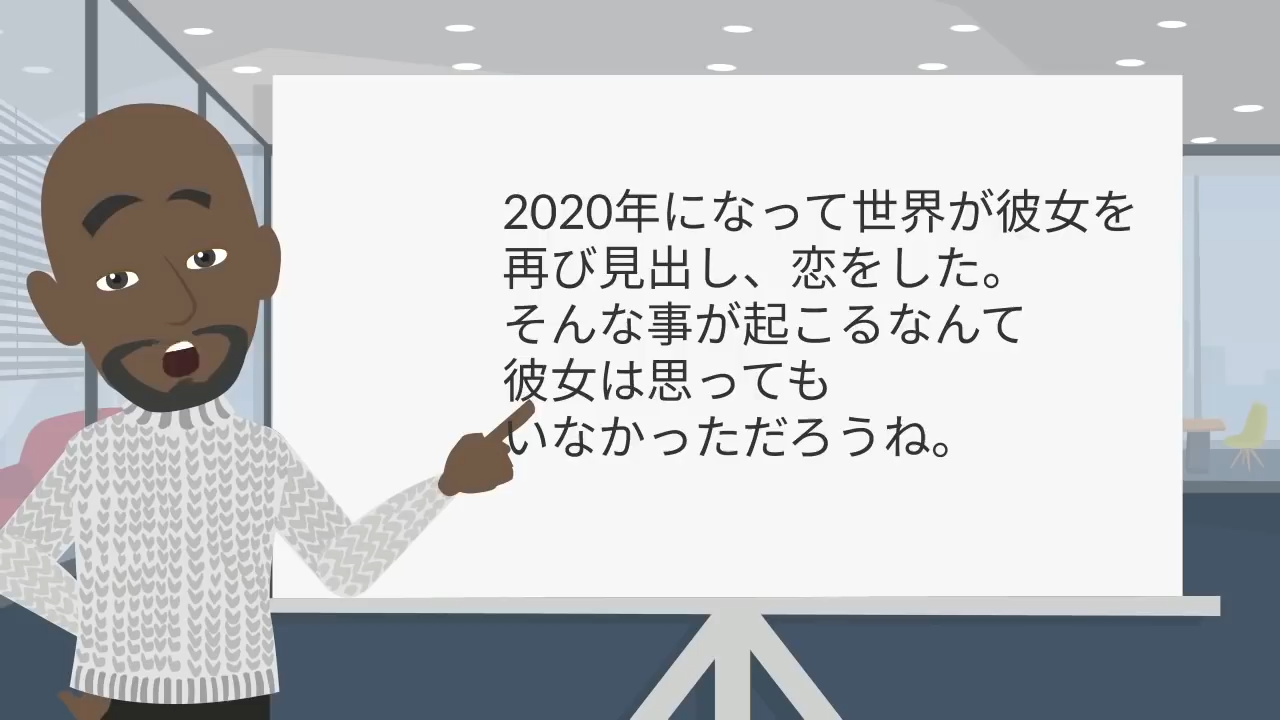 2020年になって世界が彼女を
再び見出し、恋をした。
そんな事が起こるなんて
彼女は思っても
いなかっただろうね。